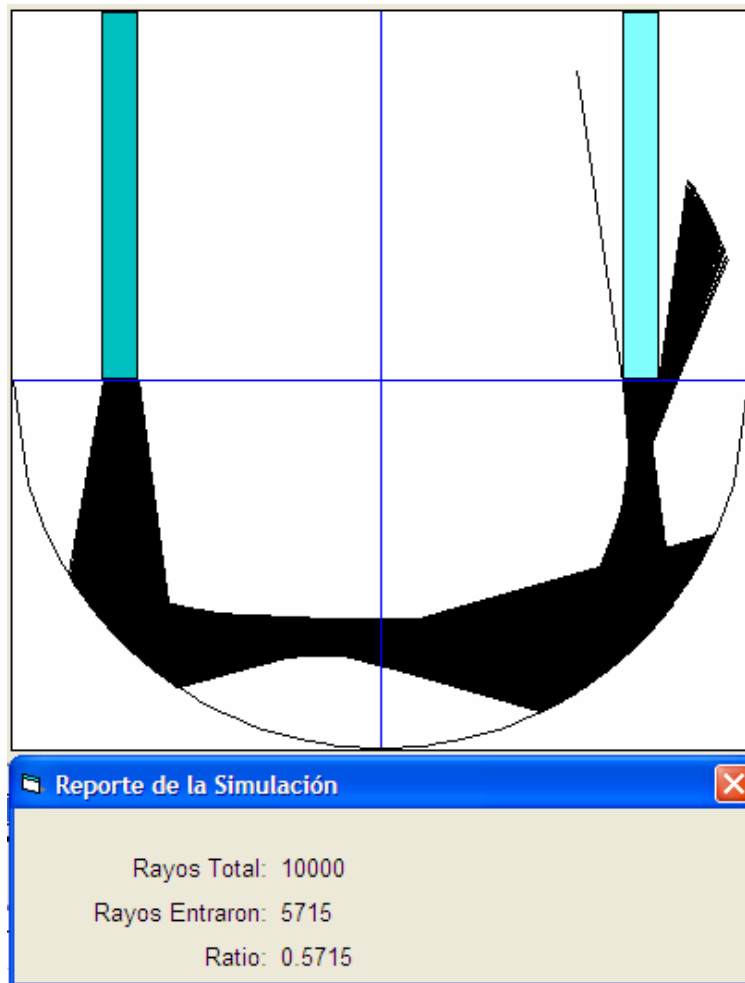 Reporte de la Simulación
Rayos Total: 10000
Rayos Entraron: 5715
Ratio: 0.5715